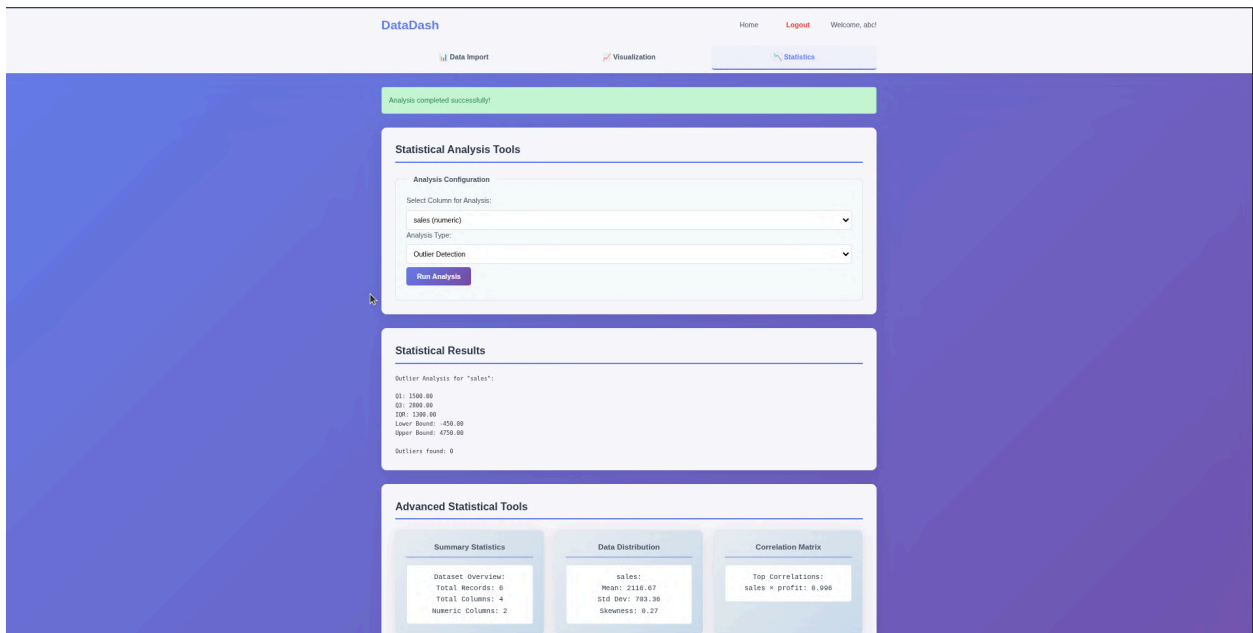 DataDash
Home Logout Welcome, abc!
Data Import Visualization Statistics
Analysis completed successfully!
Statistical Analysis Tools
Analysis Configuration
Select Column for Analysis:
sales (numeric)
Analysis Type:
Outlier Detection
Run Analysis
Statistical Results
Outlier Analysis for "sales":
Q1: 1500.00
Q3: 2800.00
IQR: 1300.00
Lower Bound: -450.00
Upper Bound: 4750.00
Outliers found: 0
Advanced Statistical Tools
Summary Statistics
Dataset Overview:
Total Records: 6
Total Columns: 4
Numeric Columns: 2
Data Distribution
sales:
Mean: 2116.67
Std Dev: 703.36
Skewness: 0.27
Correlation Matrix
Top Correlations:
sales × profit: 0.996